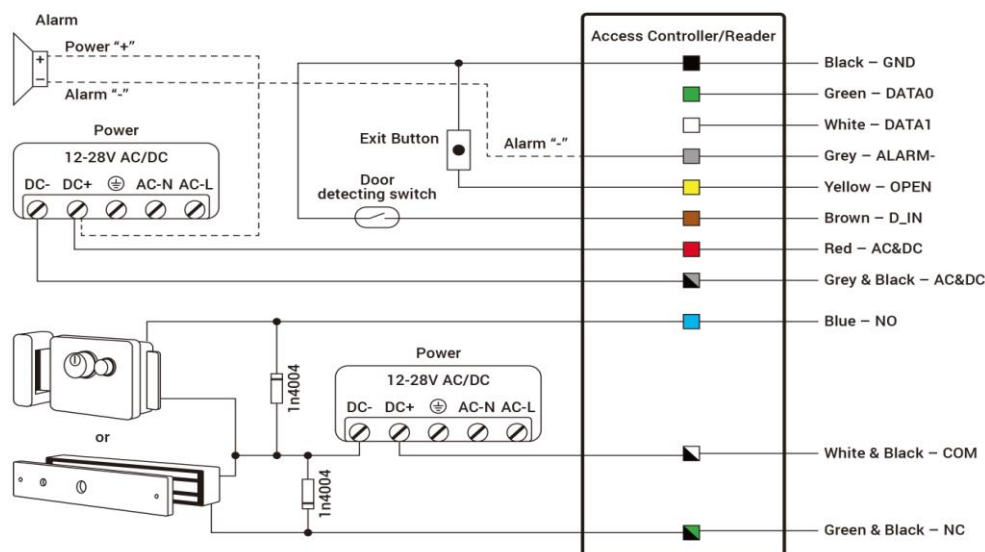 Alarm
Power “+”
+
–
Alarm “-”
Power
12-28V AC/DC
DC- DC+ AC-N AC-L
Exit Button
Alarm “-”
Door
detecting switch
Access Controller/Reader
Black – GND
Green – DATA0
White – DATA1
Grey – ALARM-
Yellow – OPEN
Brown – D_IN
Red – AC&DC
Grey & Black – AC&DC
Blue – NO
1n4004
Power
12-28V AC/DC
DC- DC+ AC-N AC-L
or
1n4004
White & Black – COM
Green & Black – NC